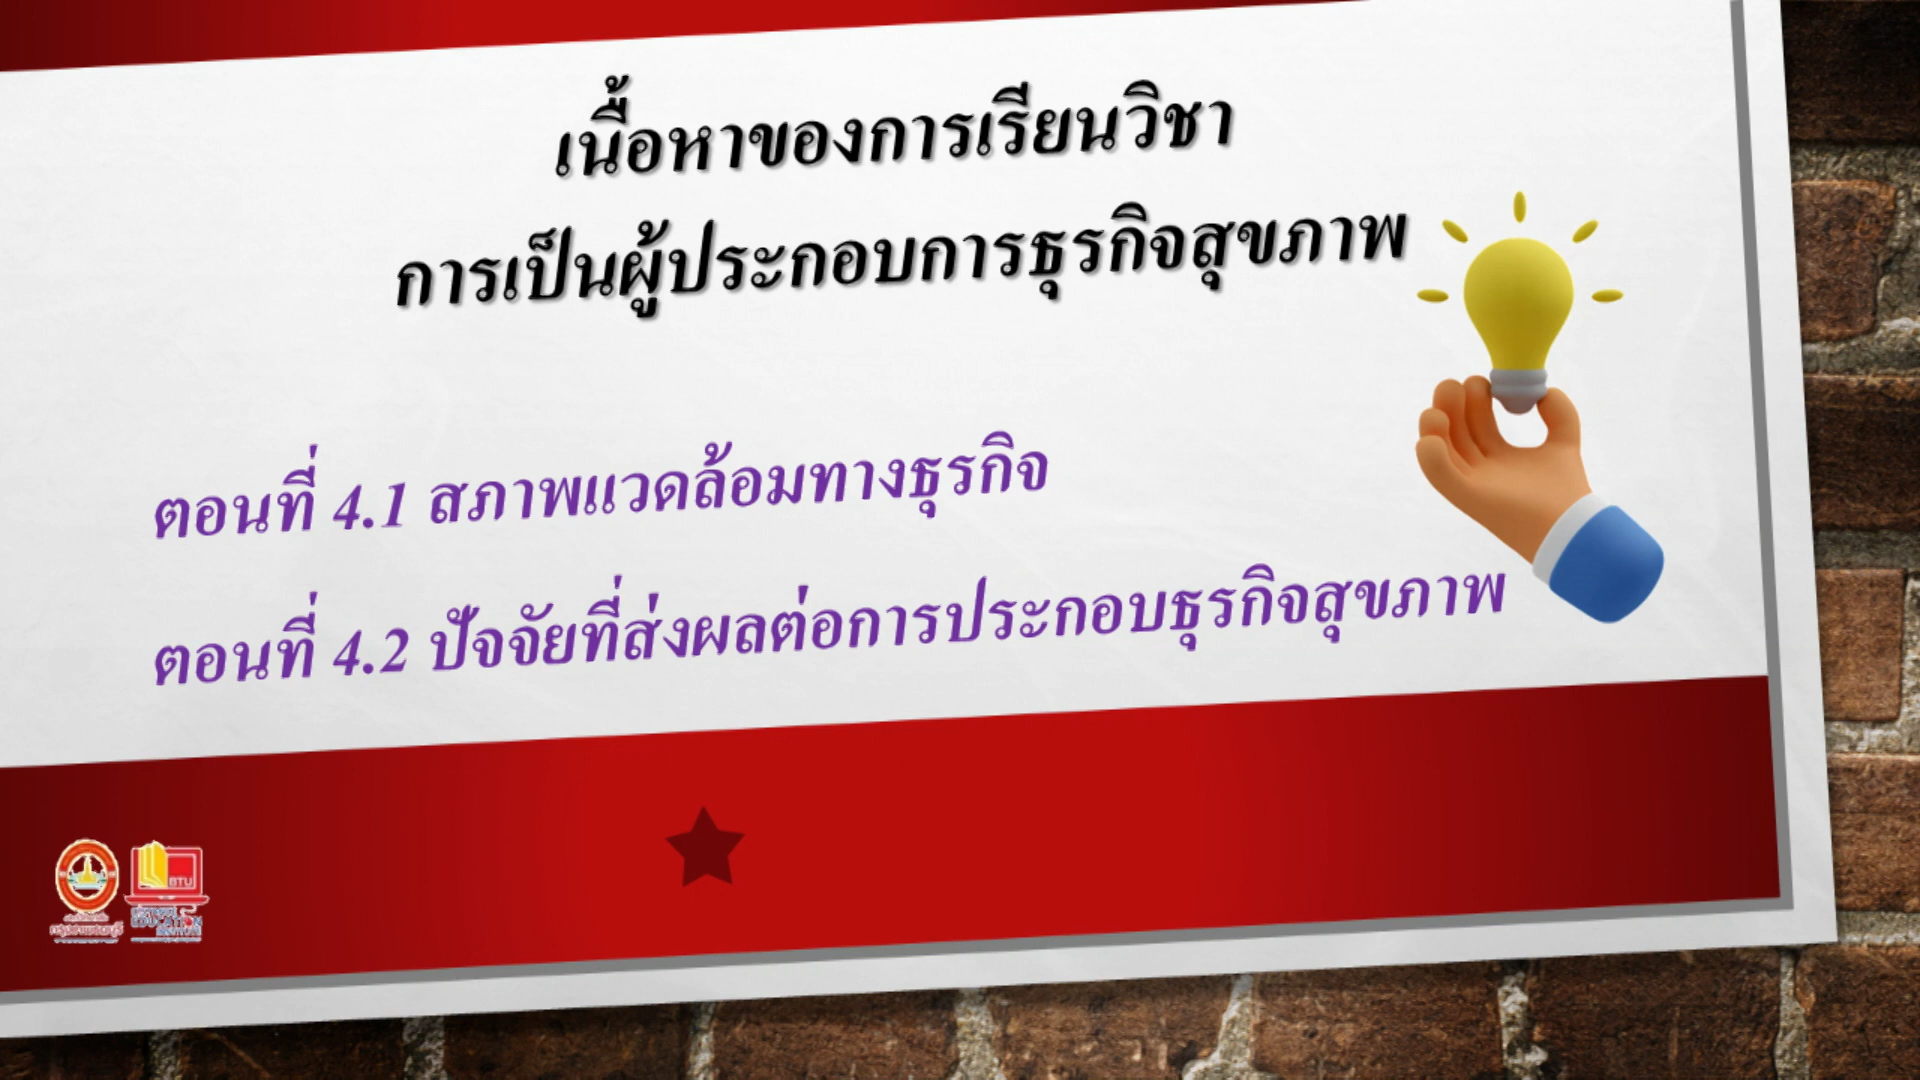 เนื้อหาของการเรียนวิชา
การเป็นผู้ประกอบการธุรกิจสุขภาพ
ตอนที่ 4.1 สภาพแวดล้อมทางธุรกิจ
ตอนที่ 4.2 ปัจจัยที่ส่งผลต่อการประกอบธุรกิจสุขภาพ
BTU